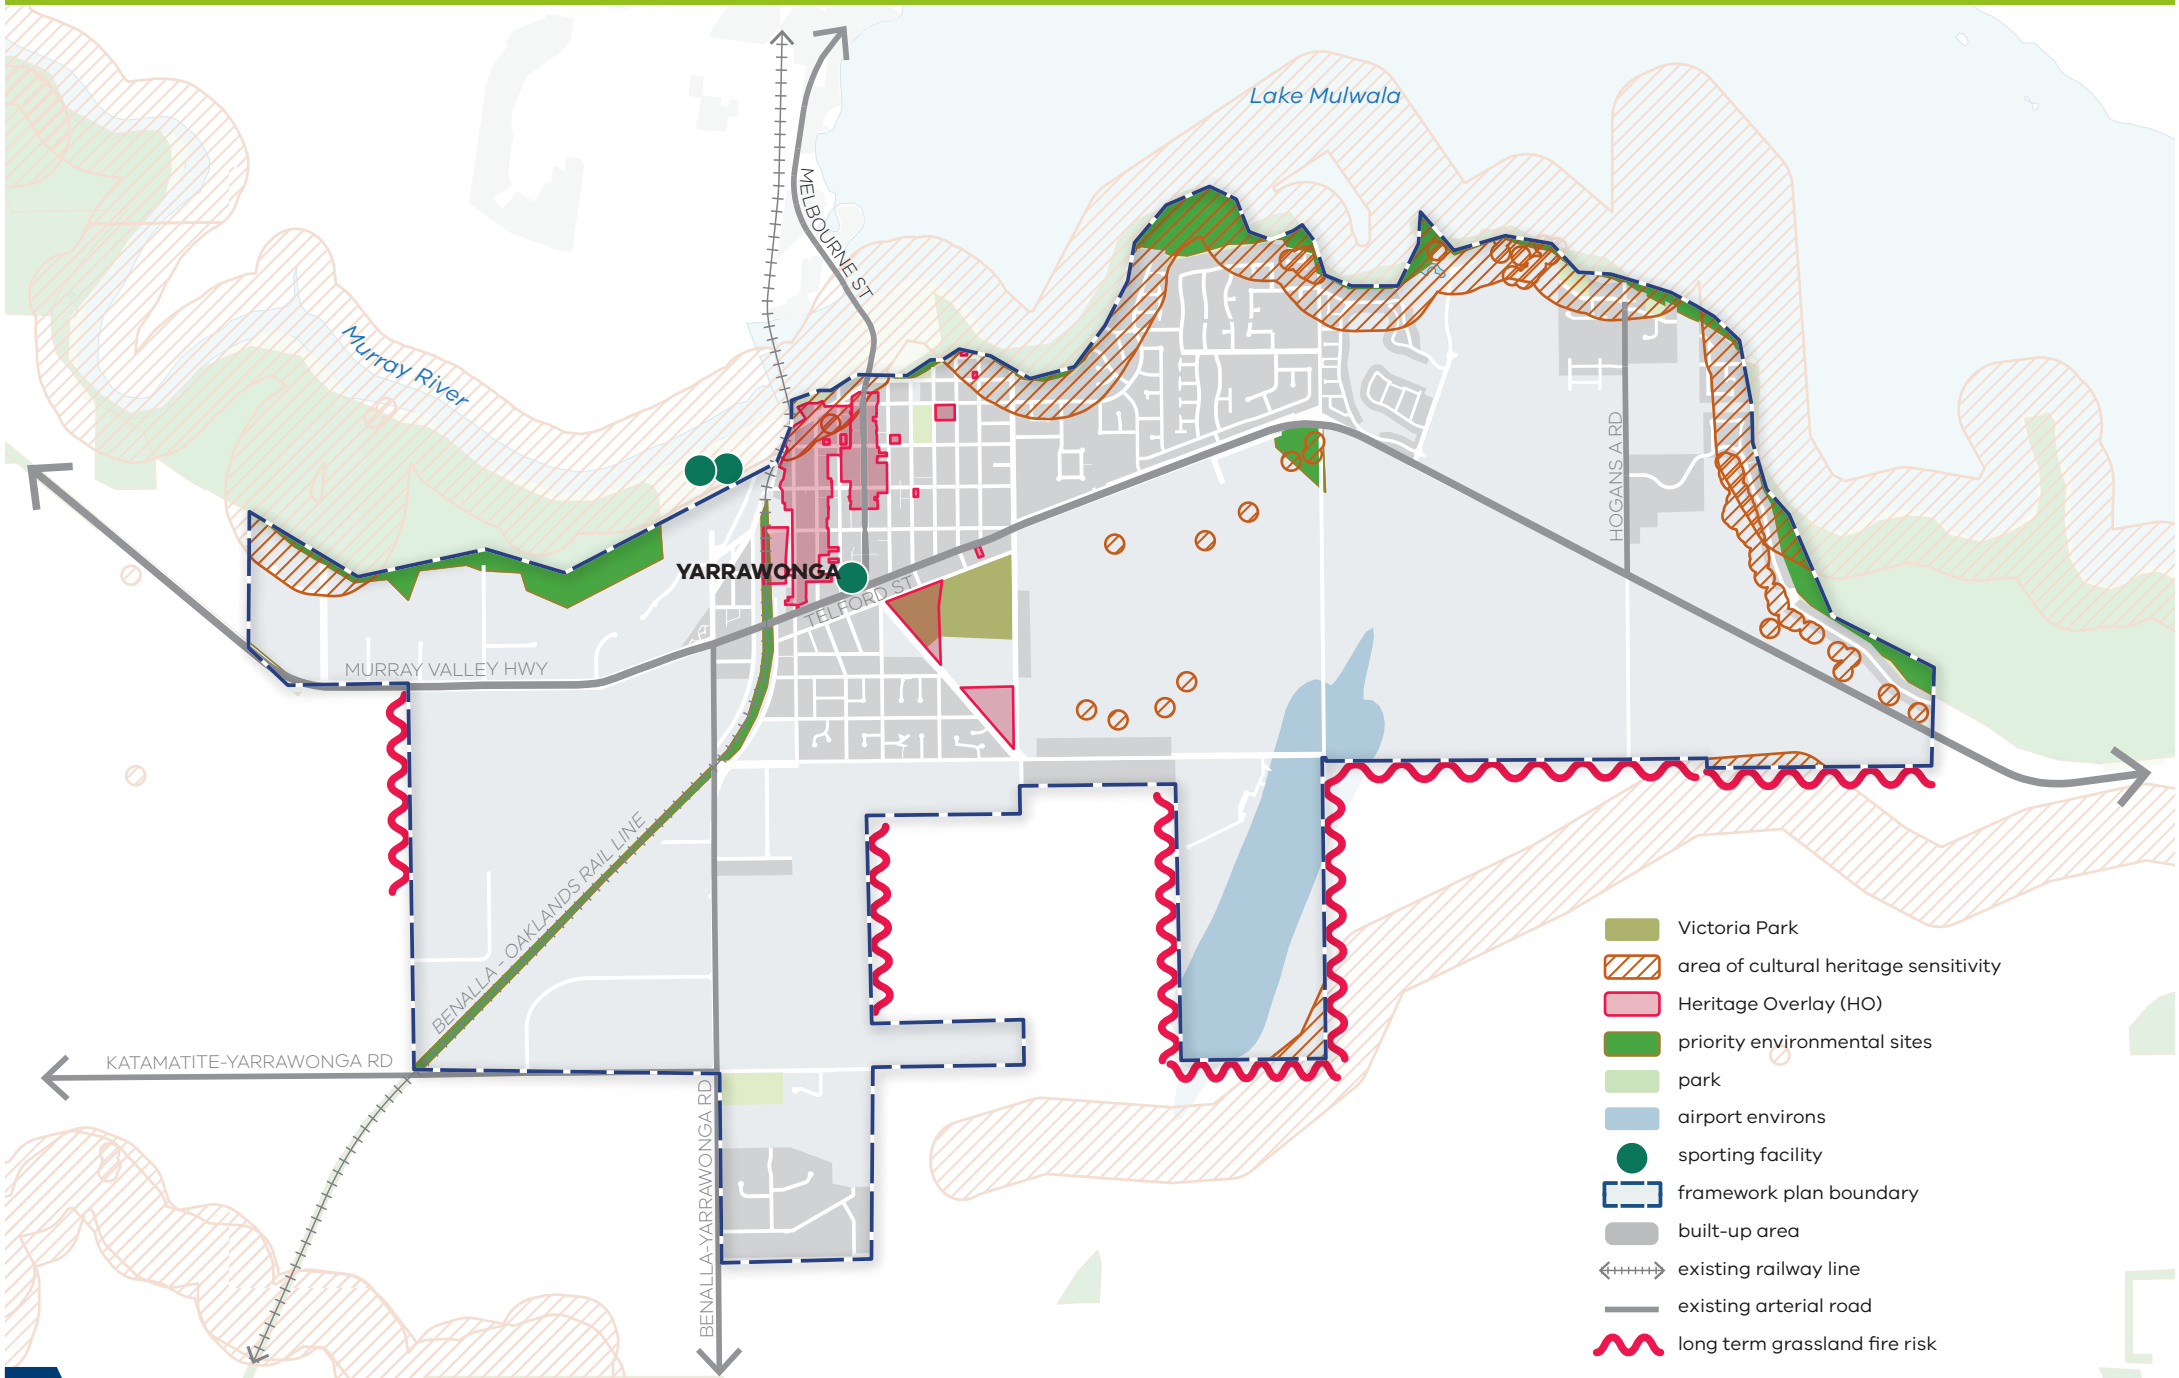 Lake Mulwala
MELBOURNE ST
Murray River
HOGANS A RD
YARRAWONGA
TELFORD ST
MURRAY VALLEY HWY
BENALLA - OAKLANDS RAIL LINE
KATAMATITE-YARRAWONGA RD
BENALLA-YARRAWONGA RD
Victoria Park
area of cultural heritage sensitivity
Heritage Overlay (HO)
priority environmental sites
park
airport environs
sporting facility
framework plan boundary
built-up area
existing railway line
existing arterial road
long term grassland fire risk